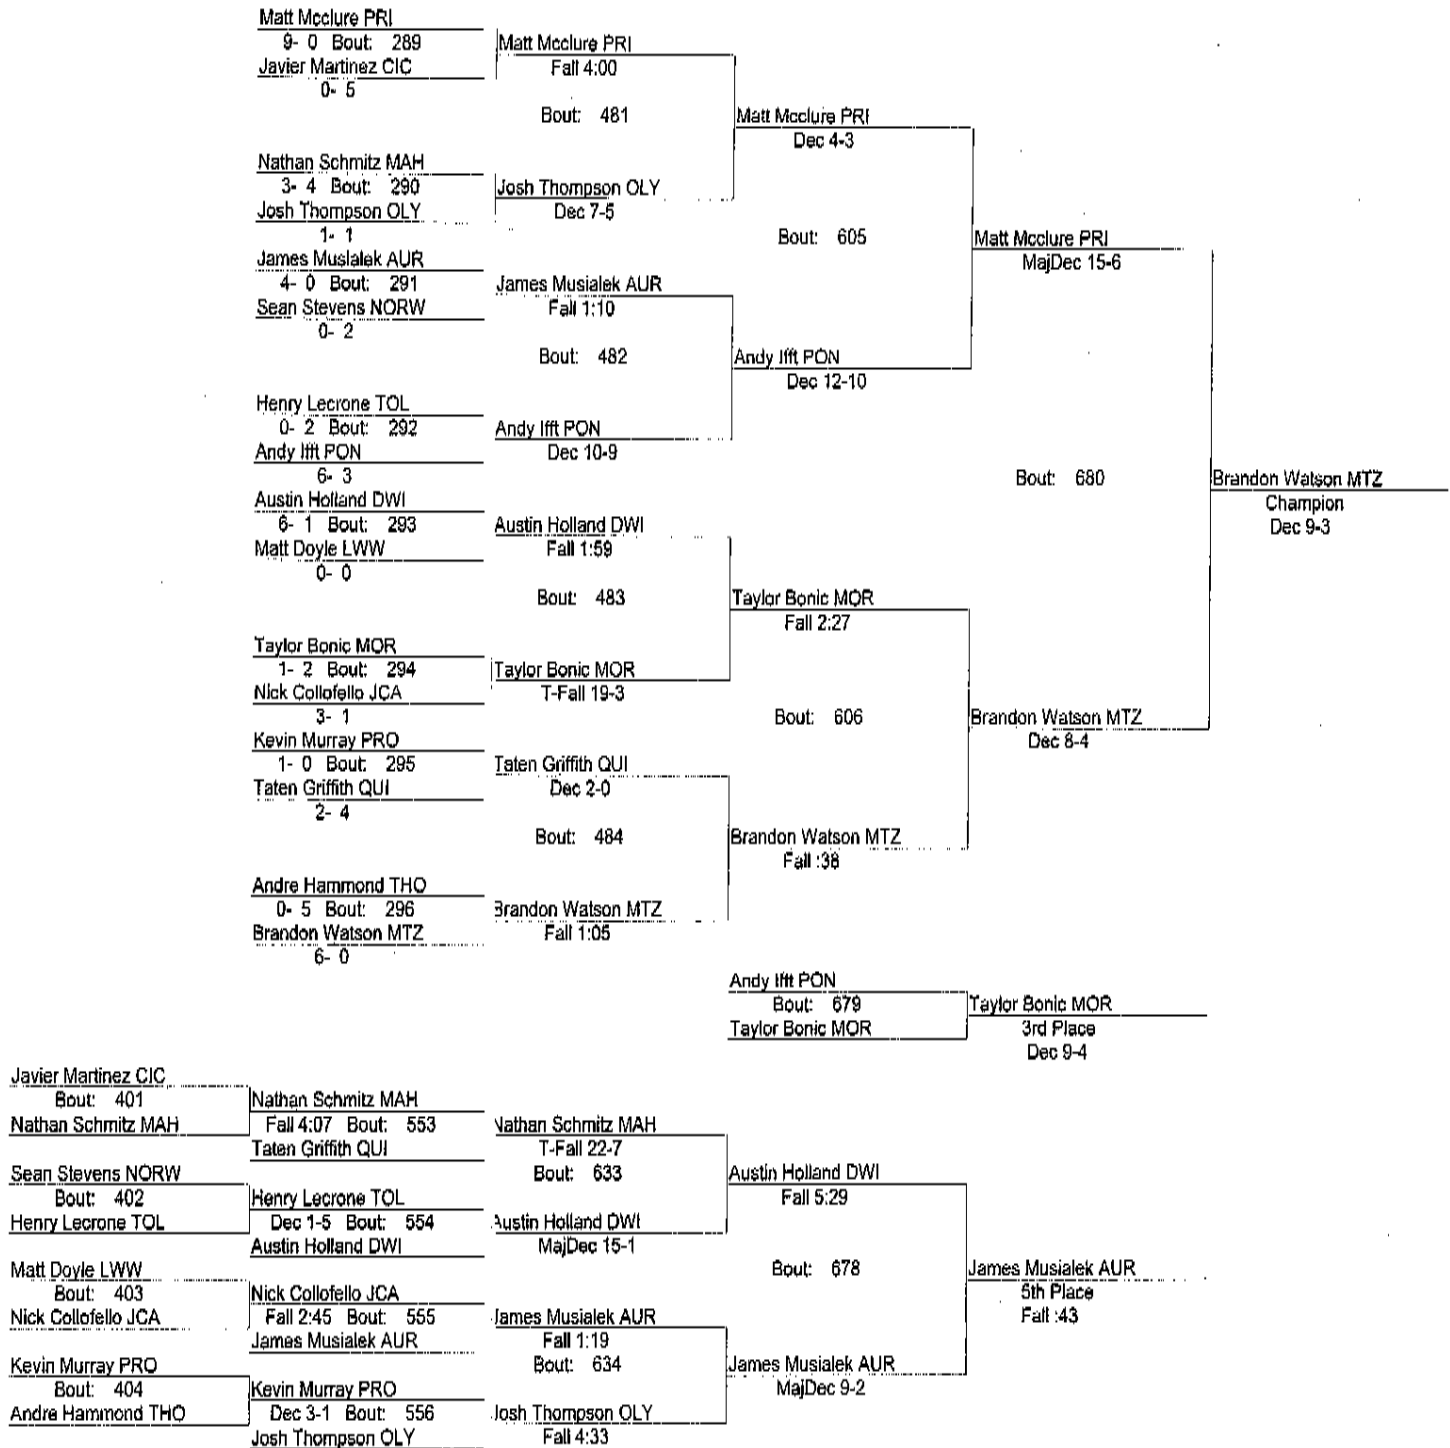 Matt Mcclure PRI
9- 0 Bout: 289
Javier Martinez CIC
0- 5
Matt Mcclure PRI
Fall 4:00
Bout: 481
Matt Mcclure PRI
Dec 4-3
Nathan Schmitz MAH
3- 4 Bout: 290
Josh Thompson OLY
1- 1
Josh Thompson OLY
Dec 7-5
Bout: 605
Matt Mcclure PRI
MajDec 15-6
James Musialek AUR
4- 0 Bout: 291
Sean Stevens NORW
0- 2
James Musialek AUR
Fall 1:10
Bout: 482
Andy Ifft PON
Dec 12-10
Henry Lecrone TOL
0- 2 Bout: 292
Andy Ifft PON
6- 3
Andy Ifft PON
Dec 10-9
Bout: 680
Brandon Watson MTZ
Champion
Dec 9-3
Austin Holland DWI
6- 1 Bout: 293
Matt Doyle LWW
0- 0
Austin Holland DWI
Fall 1:59
Bout: 483
Taylor Bonic MOR
Fall 2:27
Taylor Bonic MOR
1- 2 Bout: 294
Nick Collofello JCA
3- 1
Taylor Bonic MOR
T-Fall 19-3
Bout: 606
Brandon Watson MTZ
Dec 8-4
Kevin Murray PRO
1- 0 Bout: 295
Taten Griffith QUI
2- 4
Taten Griffith QUI
Dec 2-0
Bout: 484
Brandon Watson MTZ
Fall :38
Andre Hammond THO
0- 5 Bout: 296
Brandon Watson MTZ
6- 0
Brandon Watson MTZ
Fall 1:05
Andy Ifft PON
Bout: 679
Taylor Bonic MOR
Taylor Bonic MOR
3rd Place
Dec 9-4
Javier Martinez CIC
Bout: 401
Nathan Schmitz MAH
Nathan Schmitz MAH
Fall 4:07 Bout: 553
Taten Griffith QUI
Nathan Schmitz MAH
T-Fall 22-7
Bout: 633
Austin Holland DWI
Fall 5:29
Sean Stevens NORW
Bout: 402
Henry Lecrone TOL
Henry Lecrone TOL
Dec 1-5 Bout: 554
Austin Holland DWI
Austin Holland DWI
MajDec 15-1
Bout: 678
James Musialek AUR
5th Place
Fall :43
Matt Doyle LWW
Bout: 403
Nick Collofello JCA
Nick Collofello JCA
Fall 2:45 Bout: 555
James Musialek AUR
James Musialek AUR
Fall 1:19
Bout: 634
James Musialek AUR
MajDec 9-2
Kevin Murray PRO
Bout: 404
Andre Hammond THO
Kevin Murray PRO
Dec 3-1 Bout: 556
Josh Thompson OLY
Josh Thompson OLY
Fall 4:33